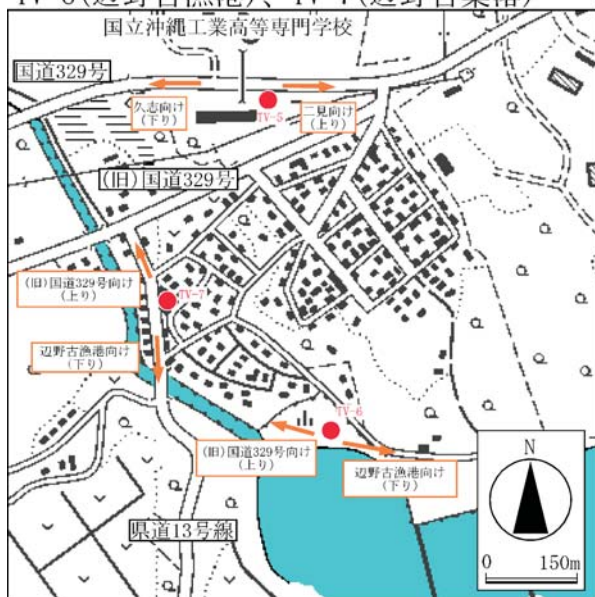 TV-6(辺野古漁港)、TV-7(辺野古集落)
国立沖縄工業高等専門学校
国道329号
久志向け
(下り)
TV-5
二見向け
(上り)
(旧)国道329号
(旧)国道329号向け
(上り)
TV-7
辺野古漁港向け
(下り)
TV-6
(旧)国道329号向け
(上り)
辺野古漁港向け
(下り)
県道13号線
N
0 150m